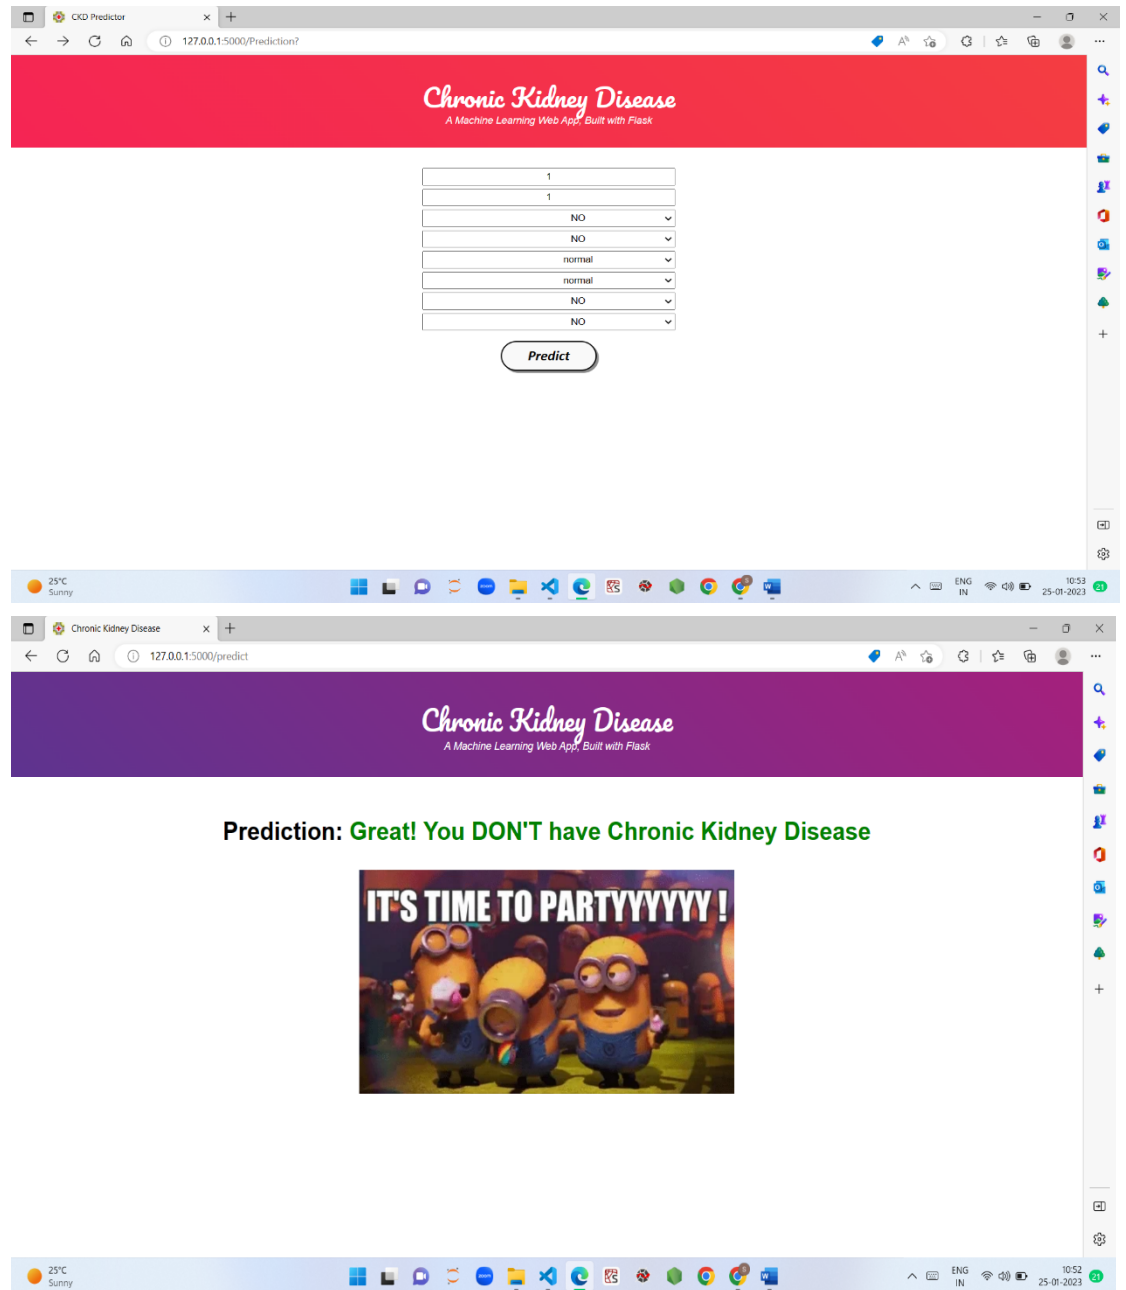 CKD Predictor
127.0.0.1:5000/Prediction?
Chronic Kidney Disease
A Machine Learning Web App, Built with Flask
1
1
NO
NO
normal
normal
NO
NO
Predict
25°C
Sunny
ENG
IN
10:53
25-01-2023
21
Chronic Kidney Disease
127.0.0.1:5000/predict
Chronic Kidney Disease
A Machine Learning Web App, Built with Flask
Prediction: Great! You DON'T have Chronic Kidney Disease
IT'S TIME TO PARTYYYYYY !
25°C
Sunny
ENG
IN
10:52
25-01-2023
21